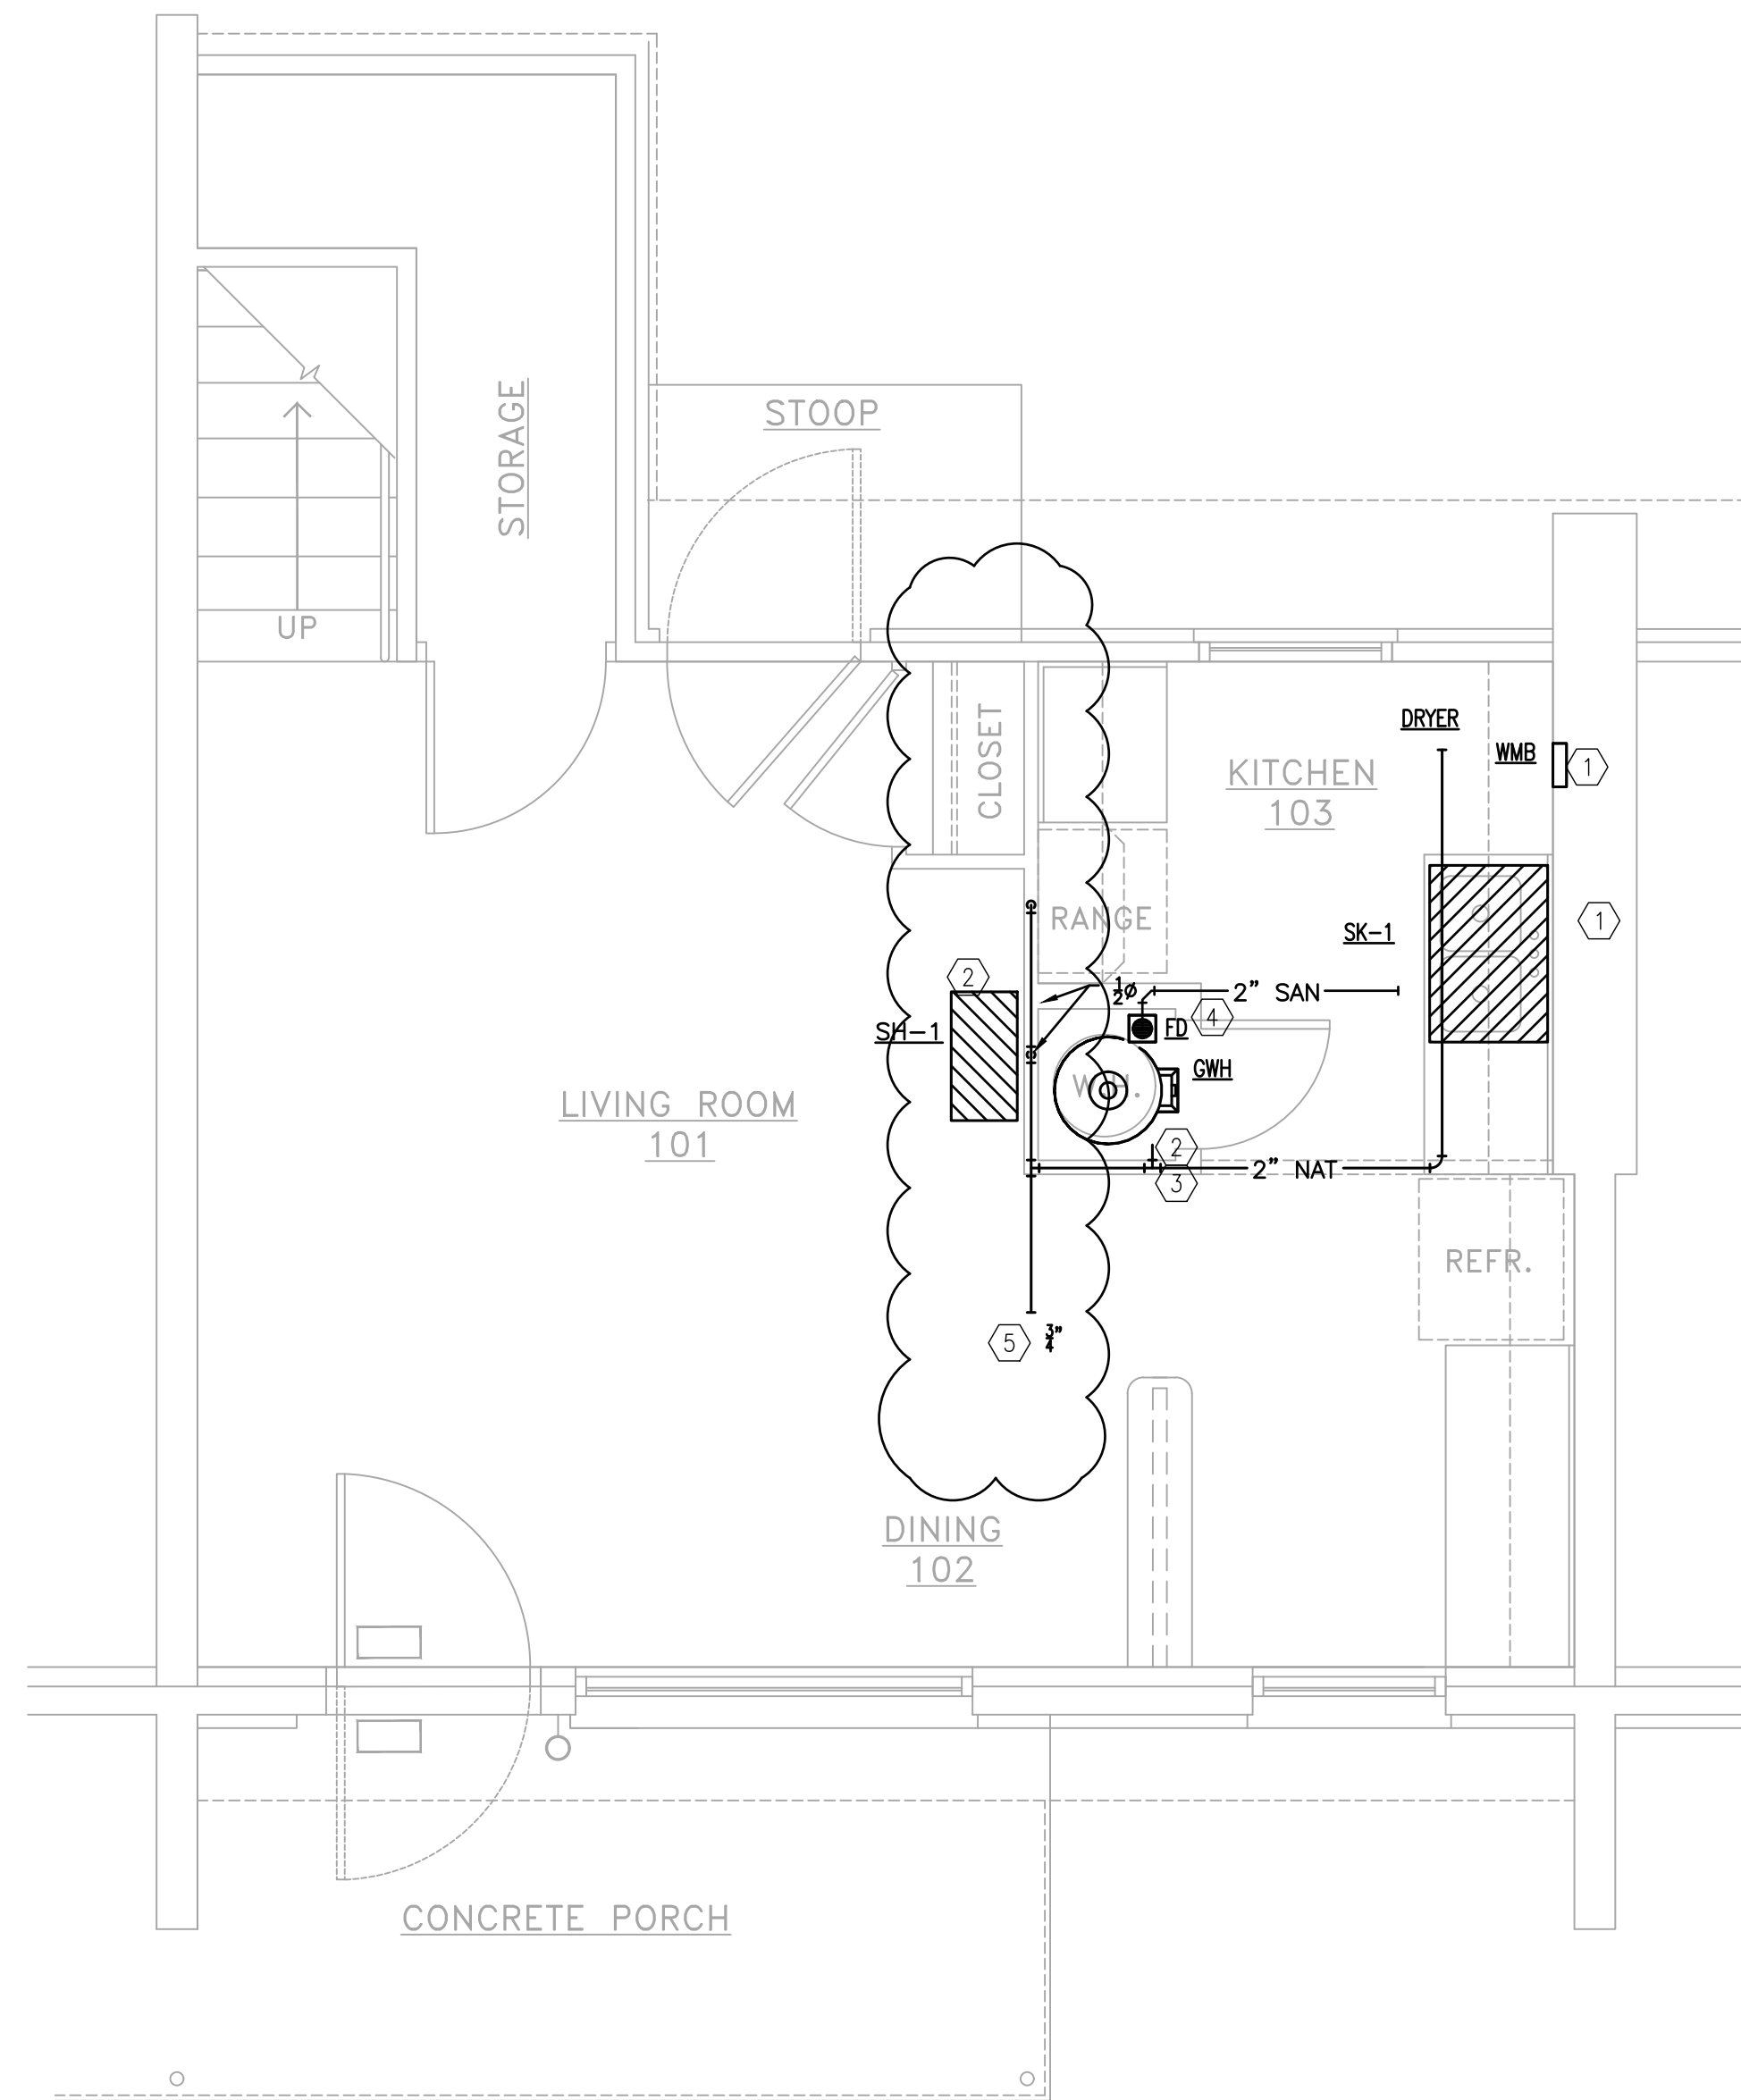 STORAGE
STOOP
UP
CLOSET
DRYER
WMB
1
KITCHEN
103
RANGE
SK-1
1
2
1/2ø
2" SAN
4
FD
SH-1
GWH
W.H.
LIVING ROOM
101
2
2" NAT
3
REFR.
5
3/4"
DINING
102
CONCRETE PORCH